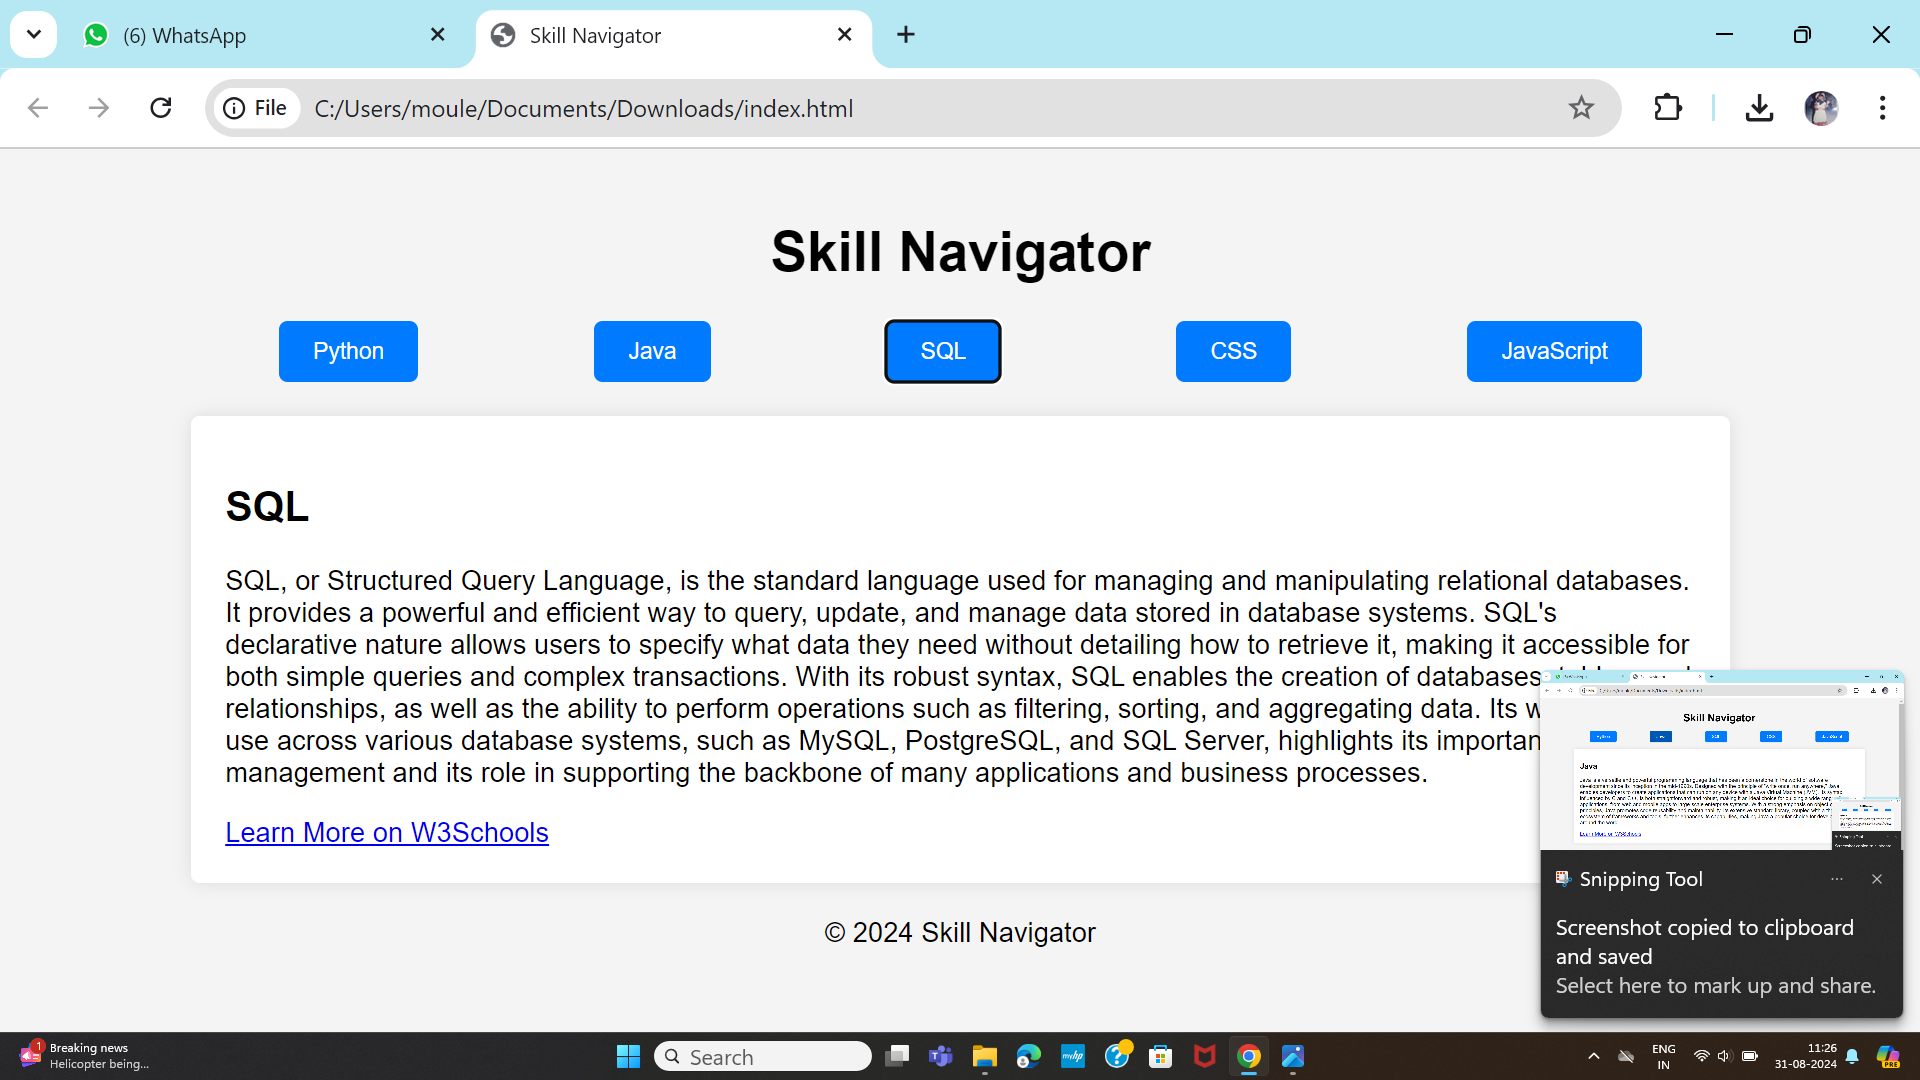 (6) WhatsApp
Skill Navigator
File
C:/Users/moule/Documents/Downloads/index.html
Skill Navigator
Python
Java
SQL
CSS
JavaScript
SQL
SQL, or Structured Query Language, is the standard language used for managing and manipulating relational databases.
It provides a powerful and efficient way to query, update, and manage data stored in database systems. SQL's
declarative nature allows users to specify what data they need without detailing how to retrieve it, making it accessible for
both simple queries and complex transactions. With its robust syntax, SQL enables the creation of databases
relationships, as well as the ability to perform operations such as filtering, sorting, and aggregating data. Its
use across various database systems, such as MySQL, PostgreSQL, and SQL Server, highlights its
management and its role in supporting the backbone of many applications and business processes.
Learn More on W3Schools
© 2024 Skill Navigator
Skill Navigator
Java
Learn More on W3Schools
Snipping Tool
Screenshot copied to clipboard
and saved
Select here to mark up and share.
1
Breaking news
Helicopter being...
Search
myhp
ENG
IN
11:26
31-08-2024
PRE